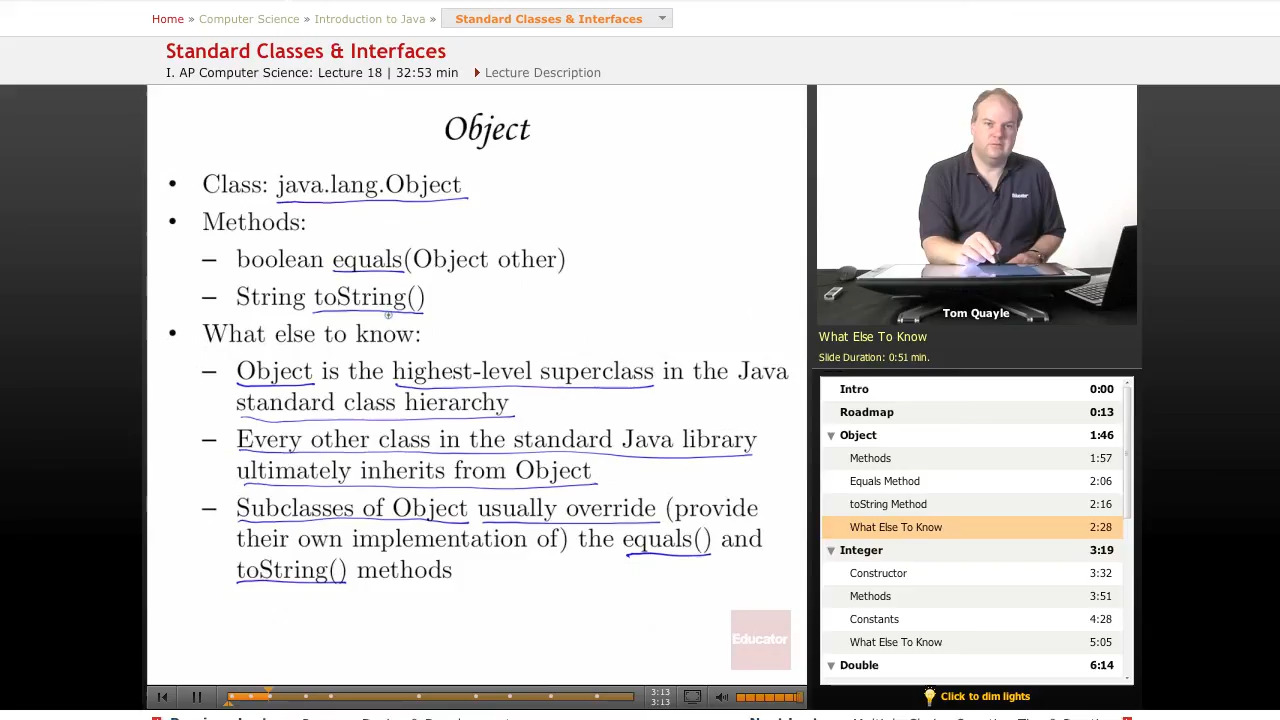 Home » Computer Science » Introduction to Java » Standard Classes & Interfaces
Standard Classes & Interfaces
I. AP Computer Science: Lecture 18 | 32:53 min Lecture Description
Object
• Class: java.lang.Object
• Methods:
– boolean equals(Object other)
– String toString()
• What else to know:
– Object is the highest-level superclass in the Java
standard class hierarchy
– Every other class in the standard Java library
ultimately inherits from Object
– Subclasses of Object usually override (provide
their own implementation of) the equals() and
toString() methods
Educator
3:13
3:13
Educator
Tom Quayle
What Else To Know
Slide Duration: 0:51 min.
Intro 0:00
Roadmap 0:13
Object 1:46
Methods 1:57
Equals Method 2:06
toString Method 2:16
What Else To Know 2:28
Integer 3:19
Constructor 3:32
Methods 3:51
Constants 4:28
What Else To Know 5:05
Double 6:14
Click to dim lights